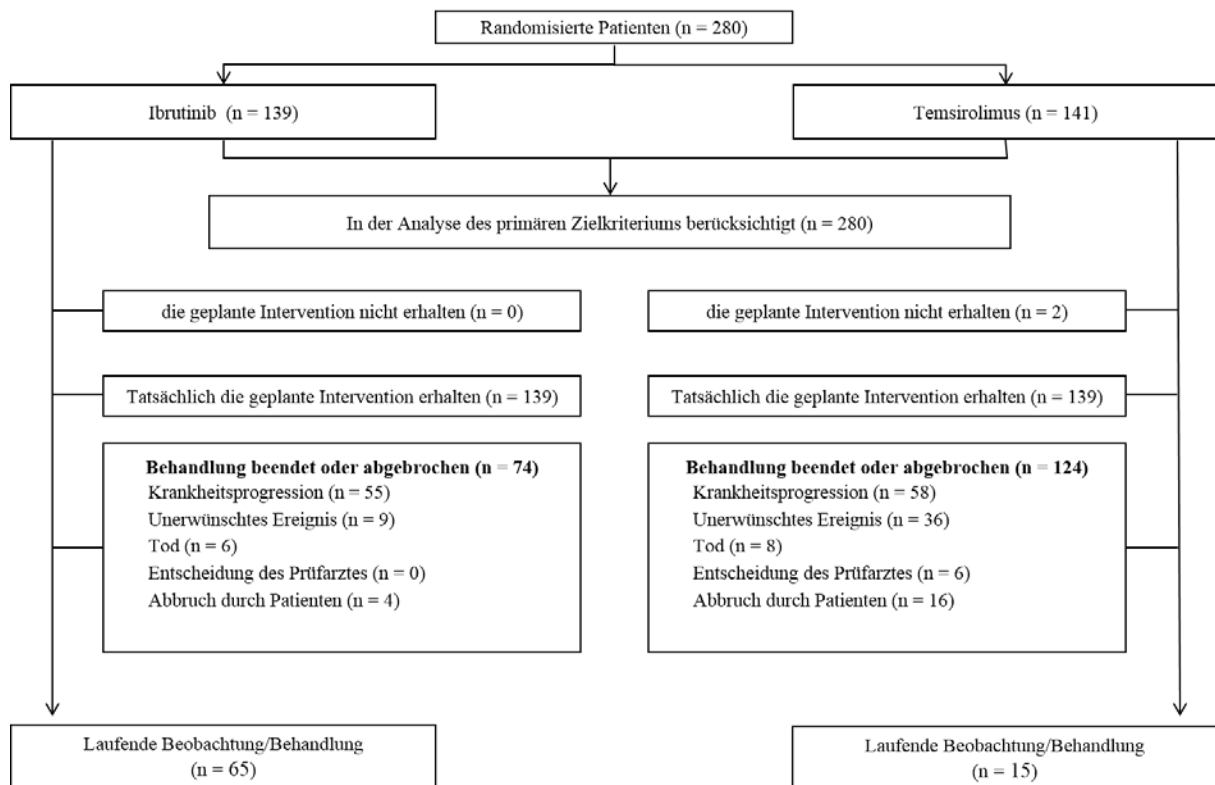 Randomisierte Patienten (n = 280)
Ibrutinib (n = 139)
Temsirolimus (n = 141)
In der Analyse des primären Zielkriteriums berücksichtigt (n = 280)
die geplante Intervention nicht erhalten (n = 0)
die geplante Intervention nicht erhalten (n = 2)
Tatsächlich die geplante Intervention erhalten (n = 139)
Tatsächlich die geplante Intervention erhalten (n = 139)
Behandlung beendet oder abgebrochen (n = 74)
Krankheitsprogression (n = 55)
Unerwünschtes Ereignis (n = 9)
Tod (n = 6)
Entscheidung des Prüfarztes (n = 0)
Abbruch durch Patienten (n = 4)
Behandlung beendet oder abgebrochen (n = 124)
Krankheitsprogression (n = 58)
Unerwünschtes Ereignis (n = 36)
Tod (n = 8)
Entscheidung des Prüfarztes (n = 6)
Abbruch durch Patienten (n = 16)
Laufende Beobachtung/Behandlung
(n = 65)
Laufende Beobachtung/Behandlung
(n = 15)